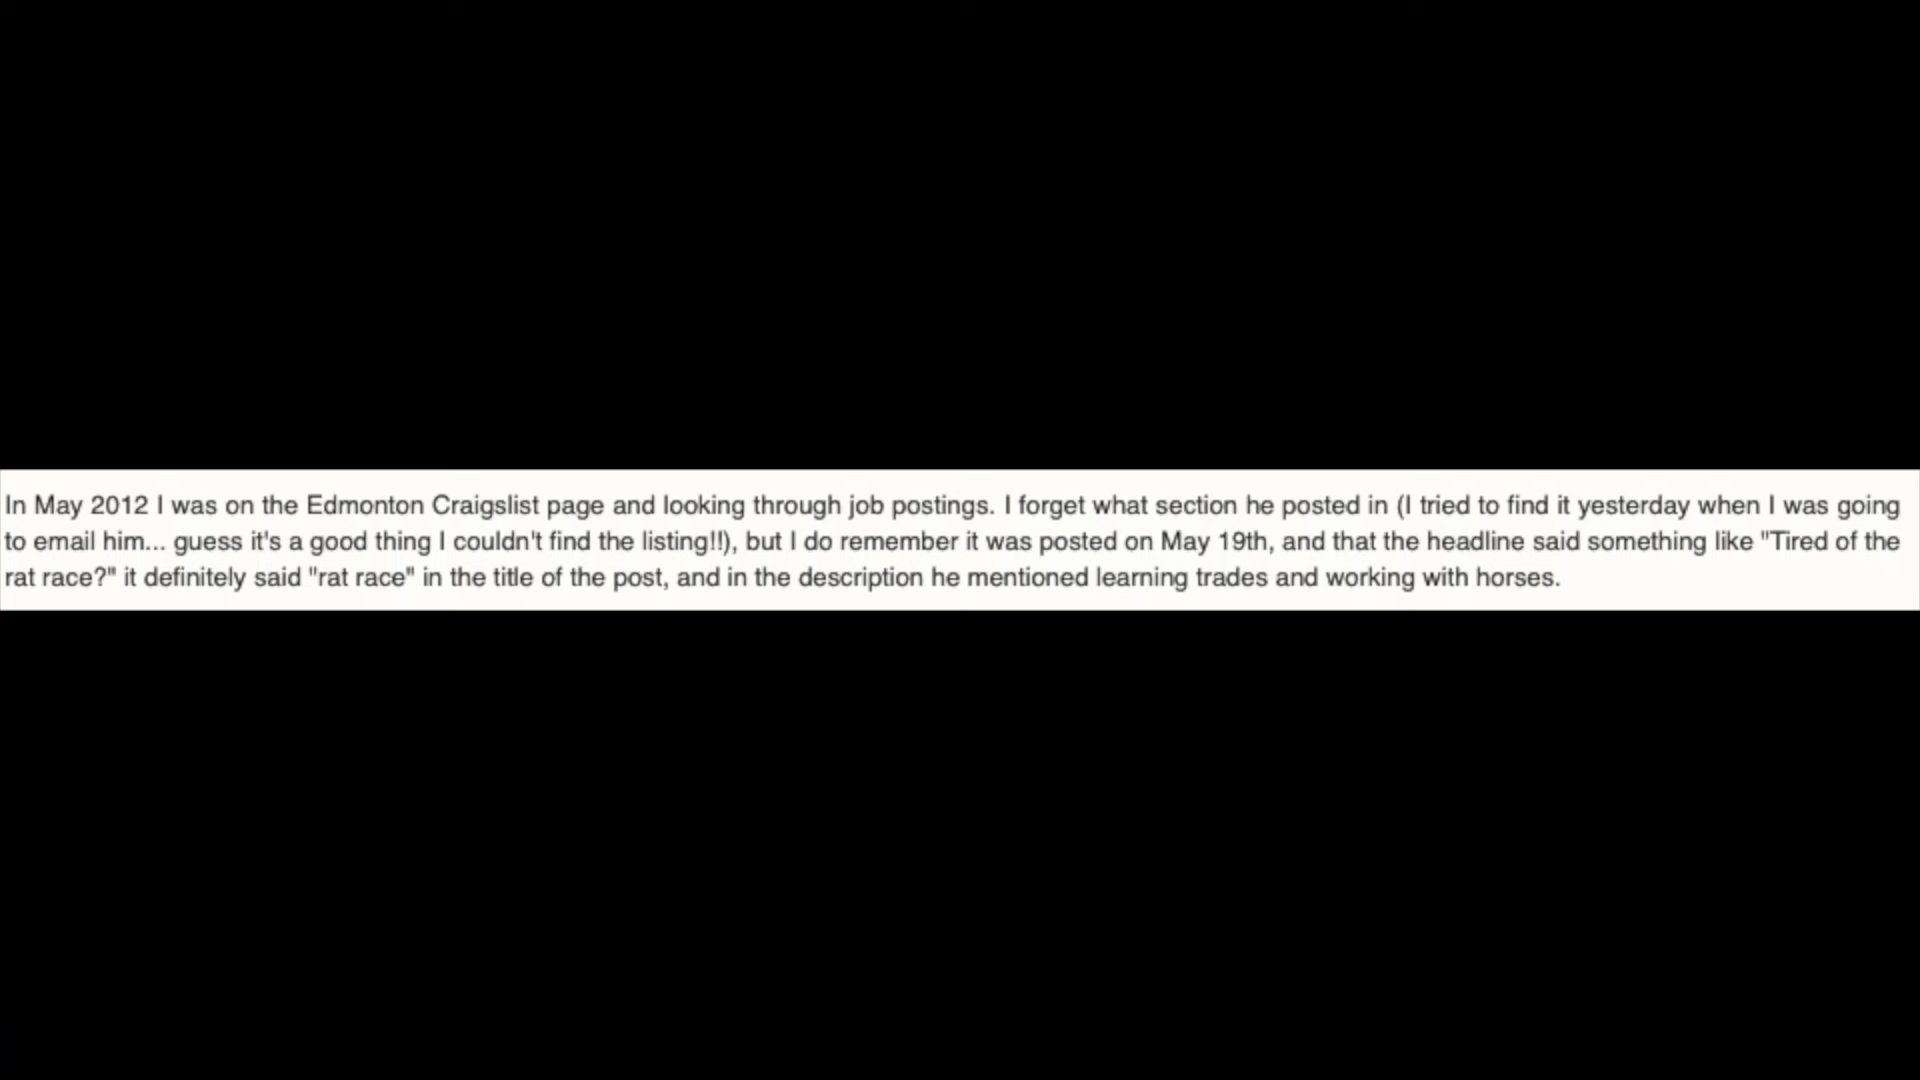 In May 2012 I was on the Edmonton Craigslist page and looking through job postings. I forget what section he posted in (I tried to find it yesterday when I was going
to email him... guess it's a good thing I couldn't find the listing!!), but I do remember it was posted on May 19th, and that the headline said something like "Tired of the
rat race?" it definitely said "rat race" in the title of the post, and in the description he mentioned learning trades and working with horses.